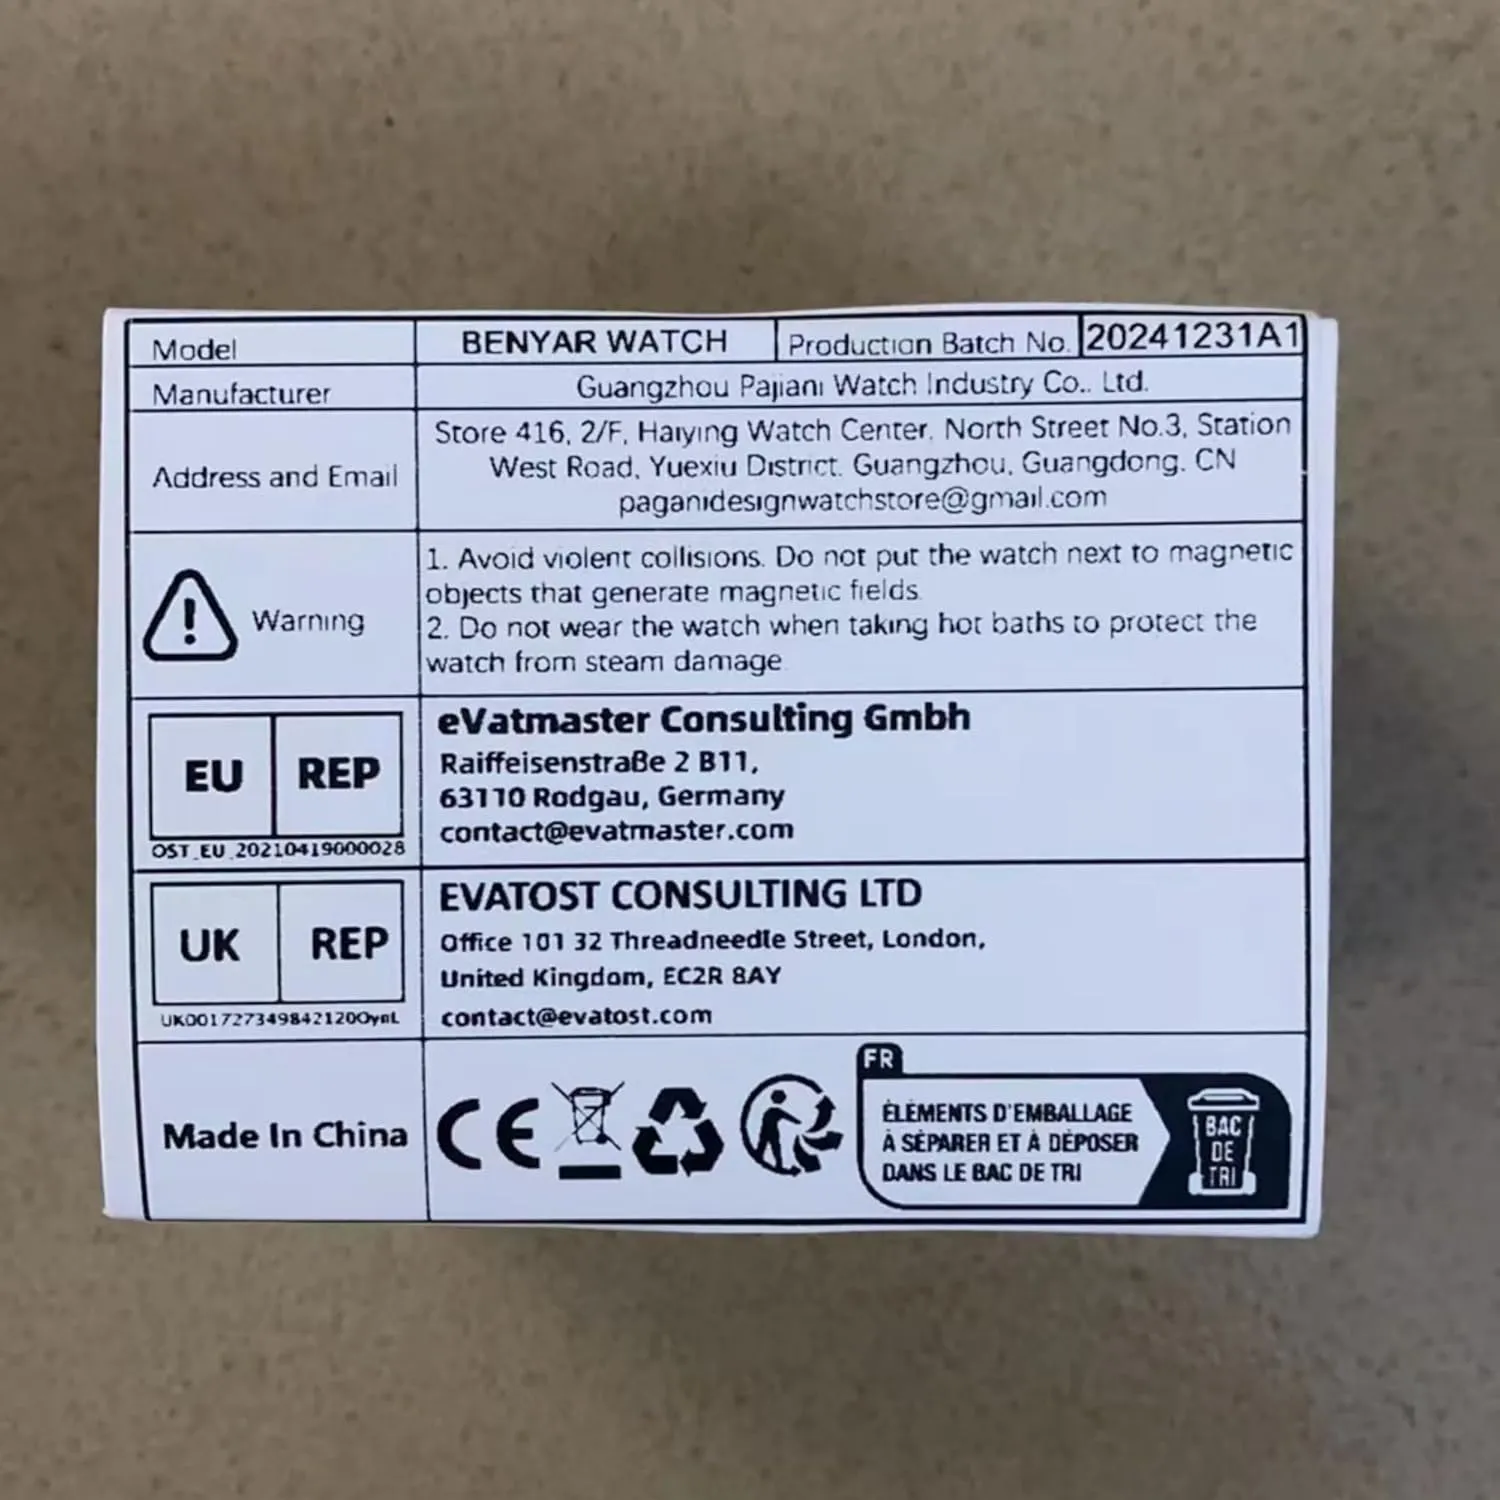 Model BENYAR WATCH Production Batch No. 20241231A1
Manufacturer Guangzhou Pajiani Watch Industry Co.. Ltd.
Address and Email
Store 416, 2/F, Haiying Watch Center. North Street No.3, Station
West Road, Yuexiu District. Guangzhou, Guangdong. CN
paganidesignwatchstore@gmail.com
! Warning
1. Avoid violent collisions. Do not put the watch next to magnetic
objects that generate magnetic fields.
2. Do not wear the watch when taking hot baths to protect the
watch from steam damage
EU REP
OST_EU_20210419000028
eVatmaster Consulting Gmbh
Raiffeisenstraße 2 B11,
63110 Rodgau, Germany
contact@evatmaster.com
UK REP
UK0017273498421200ynL
EVATOST CONSULTING LTD
Office 101 32 Threadneedle Street, London,
United Kingdom, EC2R 8AY
contact@evatost.com
Made In China
CE
FR
ÉLÉMENTS D'EMBALLAGE
À SÉPARER ET À DÉPOSER
DANS LE BAC DE TRI
BAC
DE
TRI